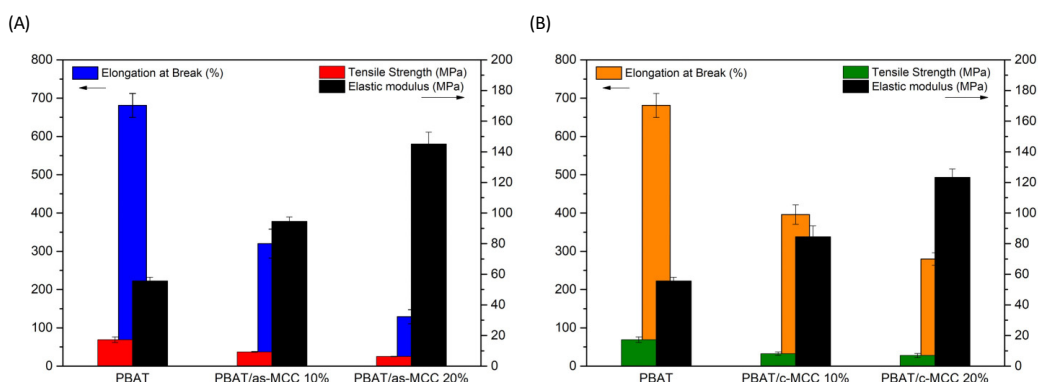 (A)
(B)
800
700
600
500
400
300
200
100
0
Elongation at Break (%)
Tensile Strength (MPa)
Elastic modulus (MPa)
200
180
160
140
120
100
80
60
40
20
0
PBAT
PBAT/as-MCC 10%
PBAT/as-MCC 20%
800
700
600
500
400
300
200
100
0
Elongation at Break (%)
Tensile Strength (MPa)
Elastic modulus (MPa)
200
180
160
140
120
100
80
60
40
20
0
PBAT
PBAT/c-MCC 10%
PBAT/c-MCC 20%